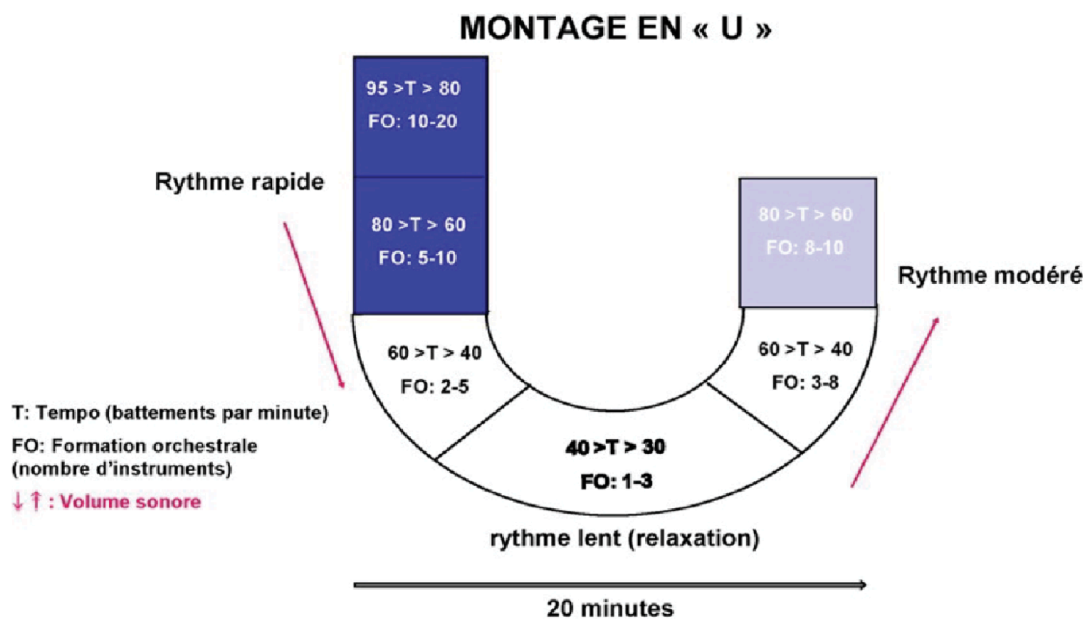 MONTAGE EN « U »
95 >T > 80
FO: 10-20
Rythme rapide
80 >T > 60
FO: 5-10
60 >T > 40
FO: 2-5
40 >T > 30
FO: 1-3
60 >T > 40
FO: 3-8
80 >T > 60
FO: 8-10
Rythme modéré
T: Tempo (battements par minute)
FO: Formation orchestrale
(nombre d'instruments)
↓ ↑ : Volume sonore
rythme lent (relaxation)
20 minutes